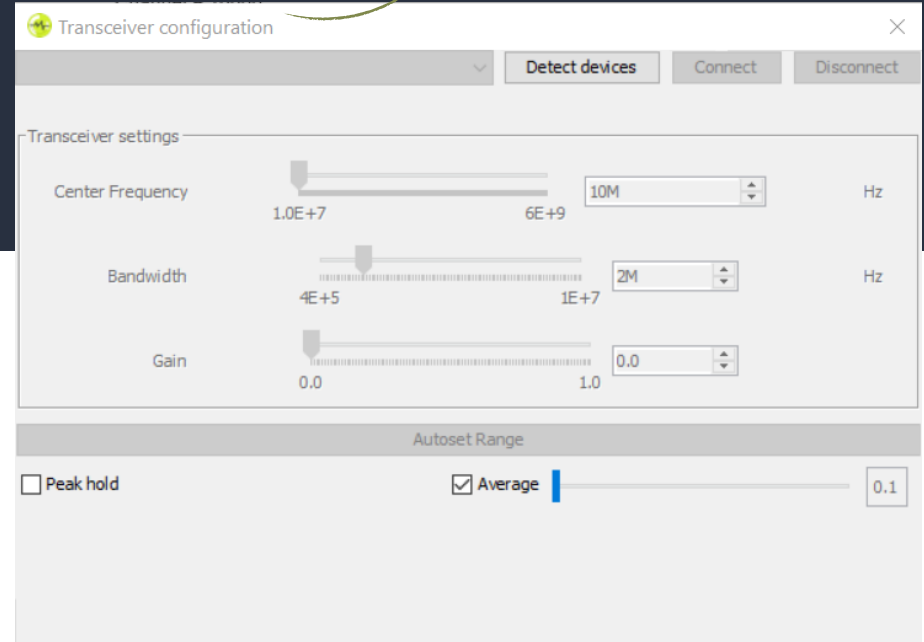 Transceiver configuration
Detect devices Connect Disconnect
Transceiver settings
Center Frequency 10M Hz
1.0E+7 6E+9
Bandwidth 2M Hz
4E+5 1E+7
Gain 0.0
0.0 1.0
Autoset Range
Peak hold Average 0.1